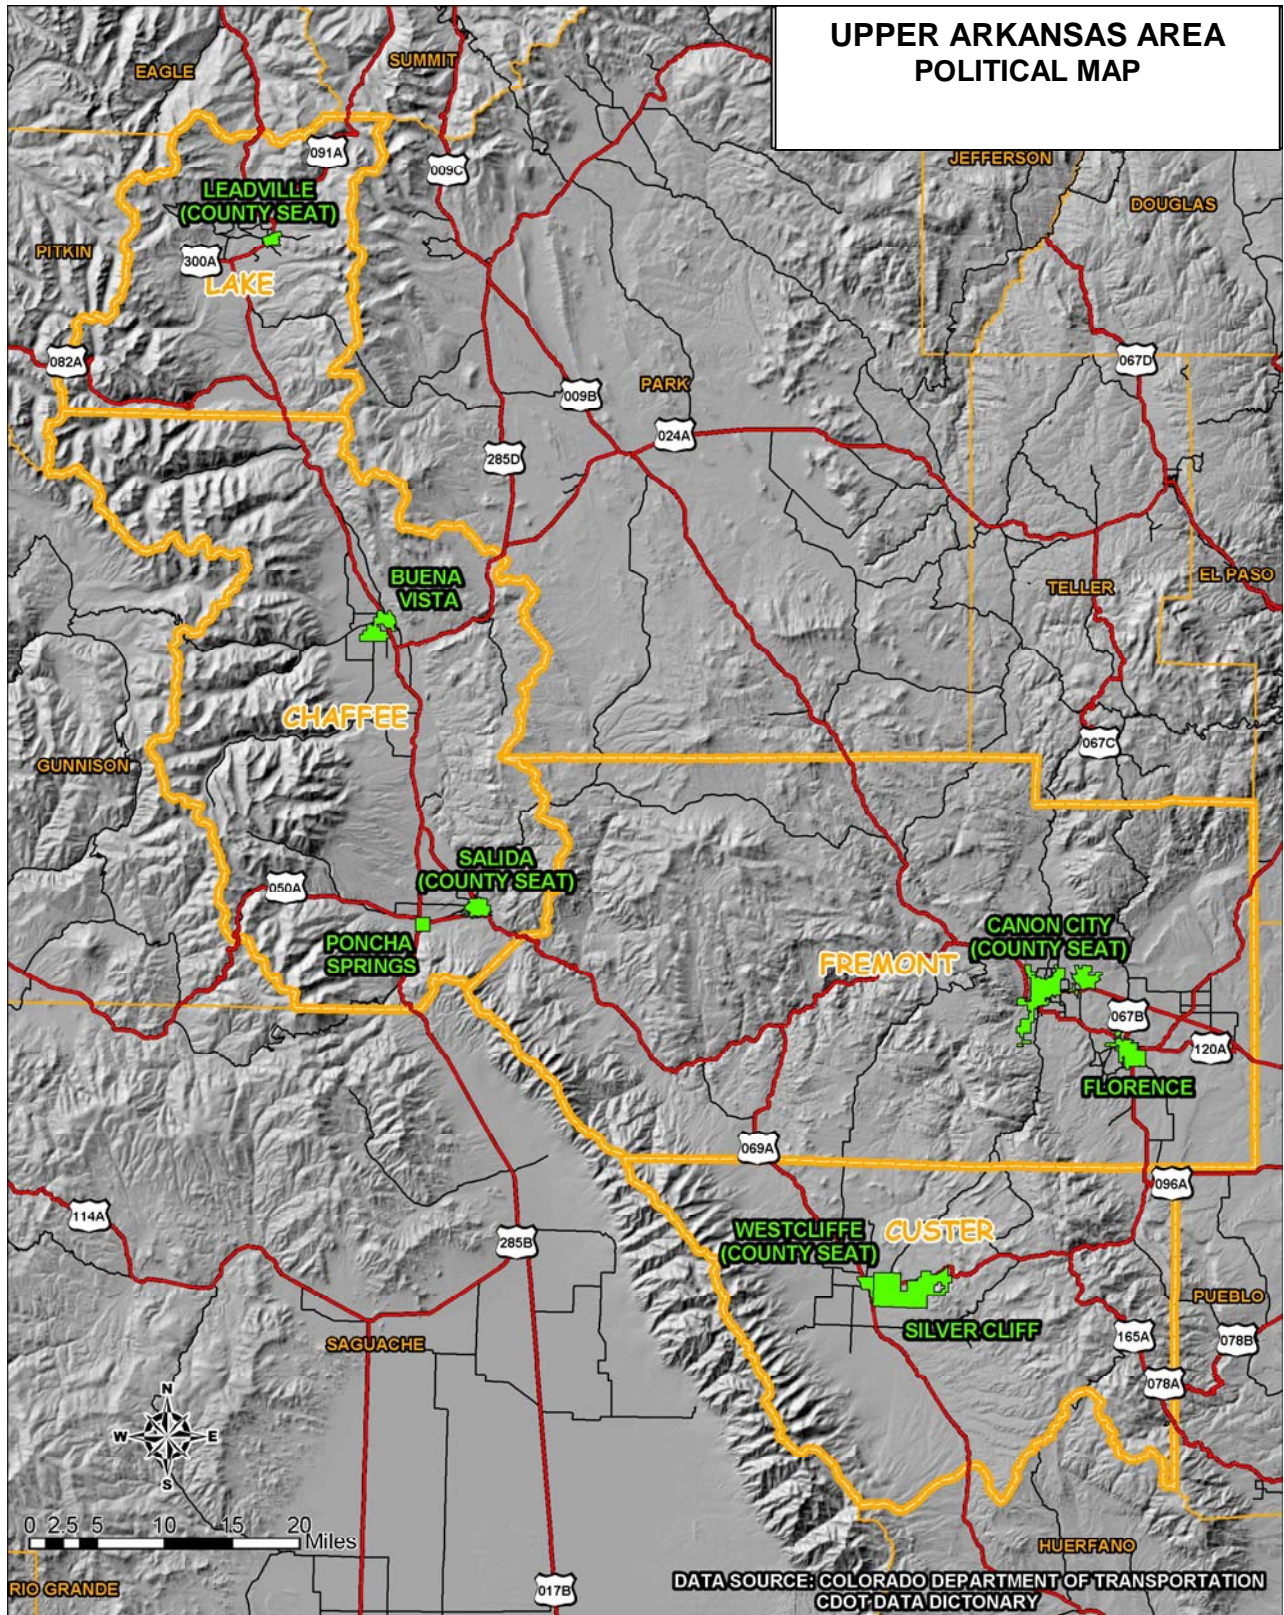 UPPER ARKANSAS AREA
POLITICAL MAP
EAGLE
SUMMIT
JEFFERSON
DOUGLAS
091A
009C
LEADVILLE
(COUNTY SEAT)
PITKIN
300A
LAKE
082A
067D
PARK
009B
024A
285D
BUENA
VISTA
EL PASO
TELLER
CHAFFEE
067C
GUNNISON
SALIDA
(COUNTY SEAT)
050A
CANON CITY
(COUNTY SEAT)
PONCHA
SPRINGS
FREMONT
067B
120A
FLORENCE
069A
096A
114A
285B
WESTCLIFFE
(COUNTY SEAT)
CUSTER
PUEBLO
SILVER CLIFF
165A
078B
SAGUACHE
078A
N
W E
S
0 2.5 5 10 15 20
Miles
HUERFANO
RIO GRANDE
017B
DATA SOURCE: COLORADO DEPARTMENT OF TRANSPORTATION
CDOT DATA DICTONARY